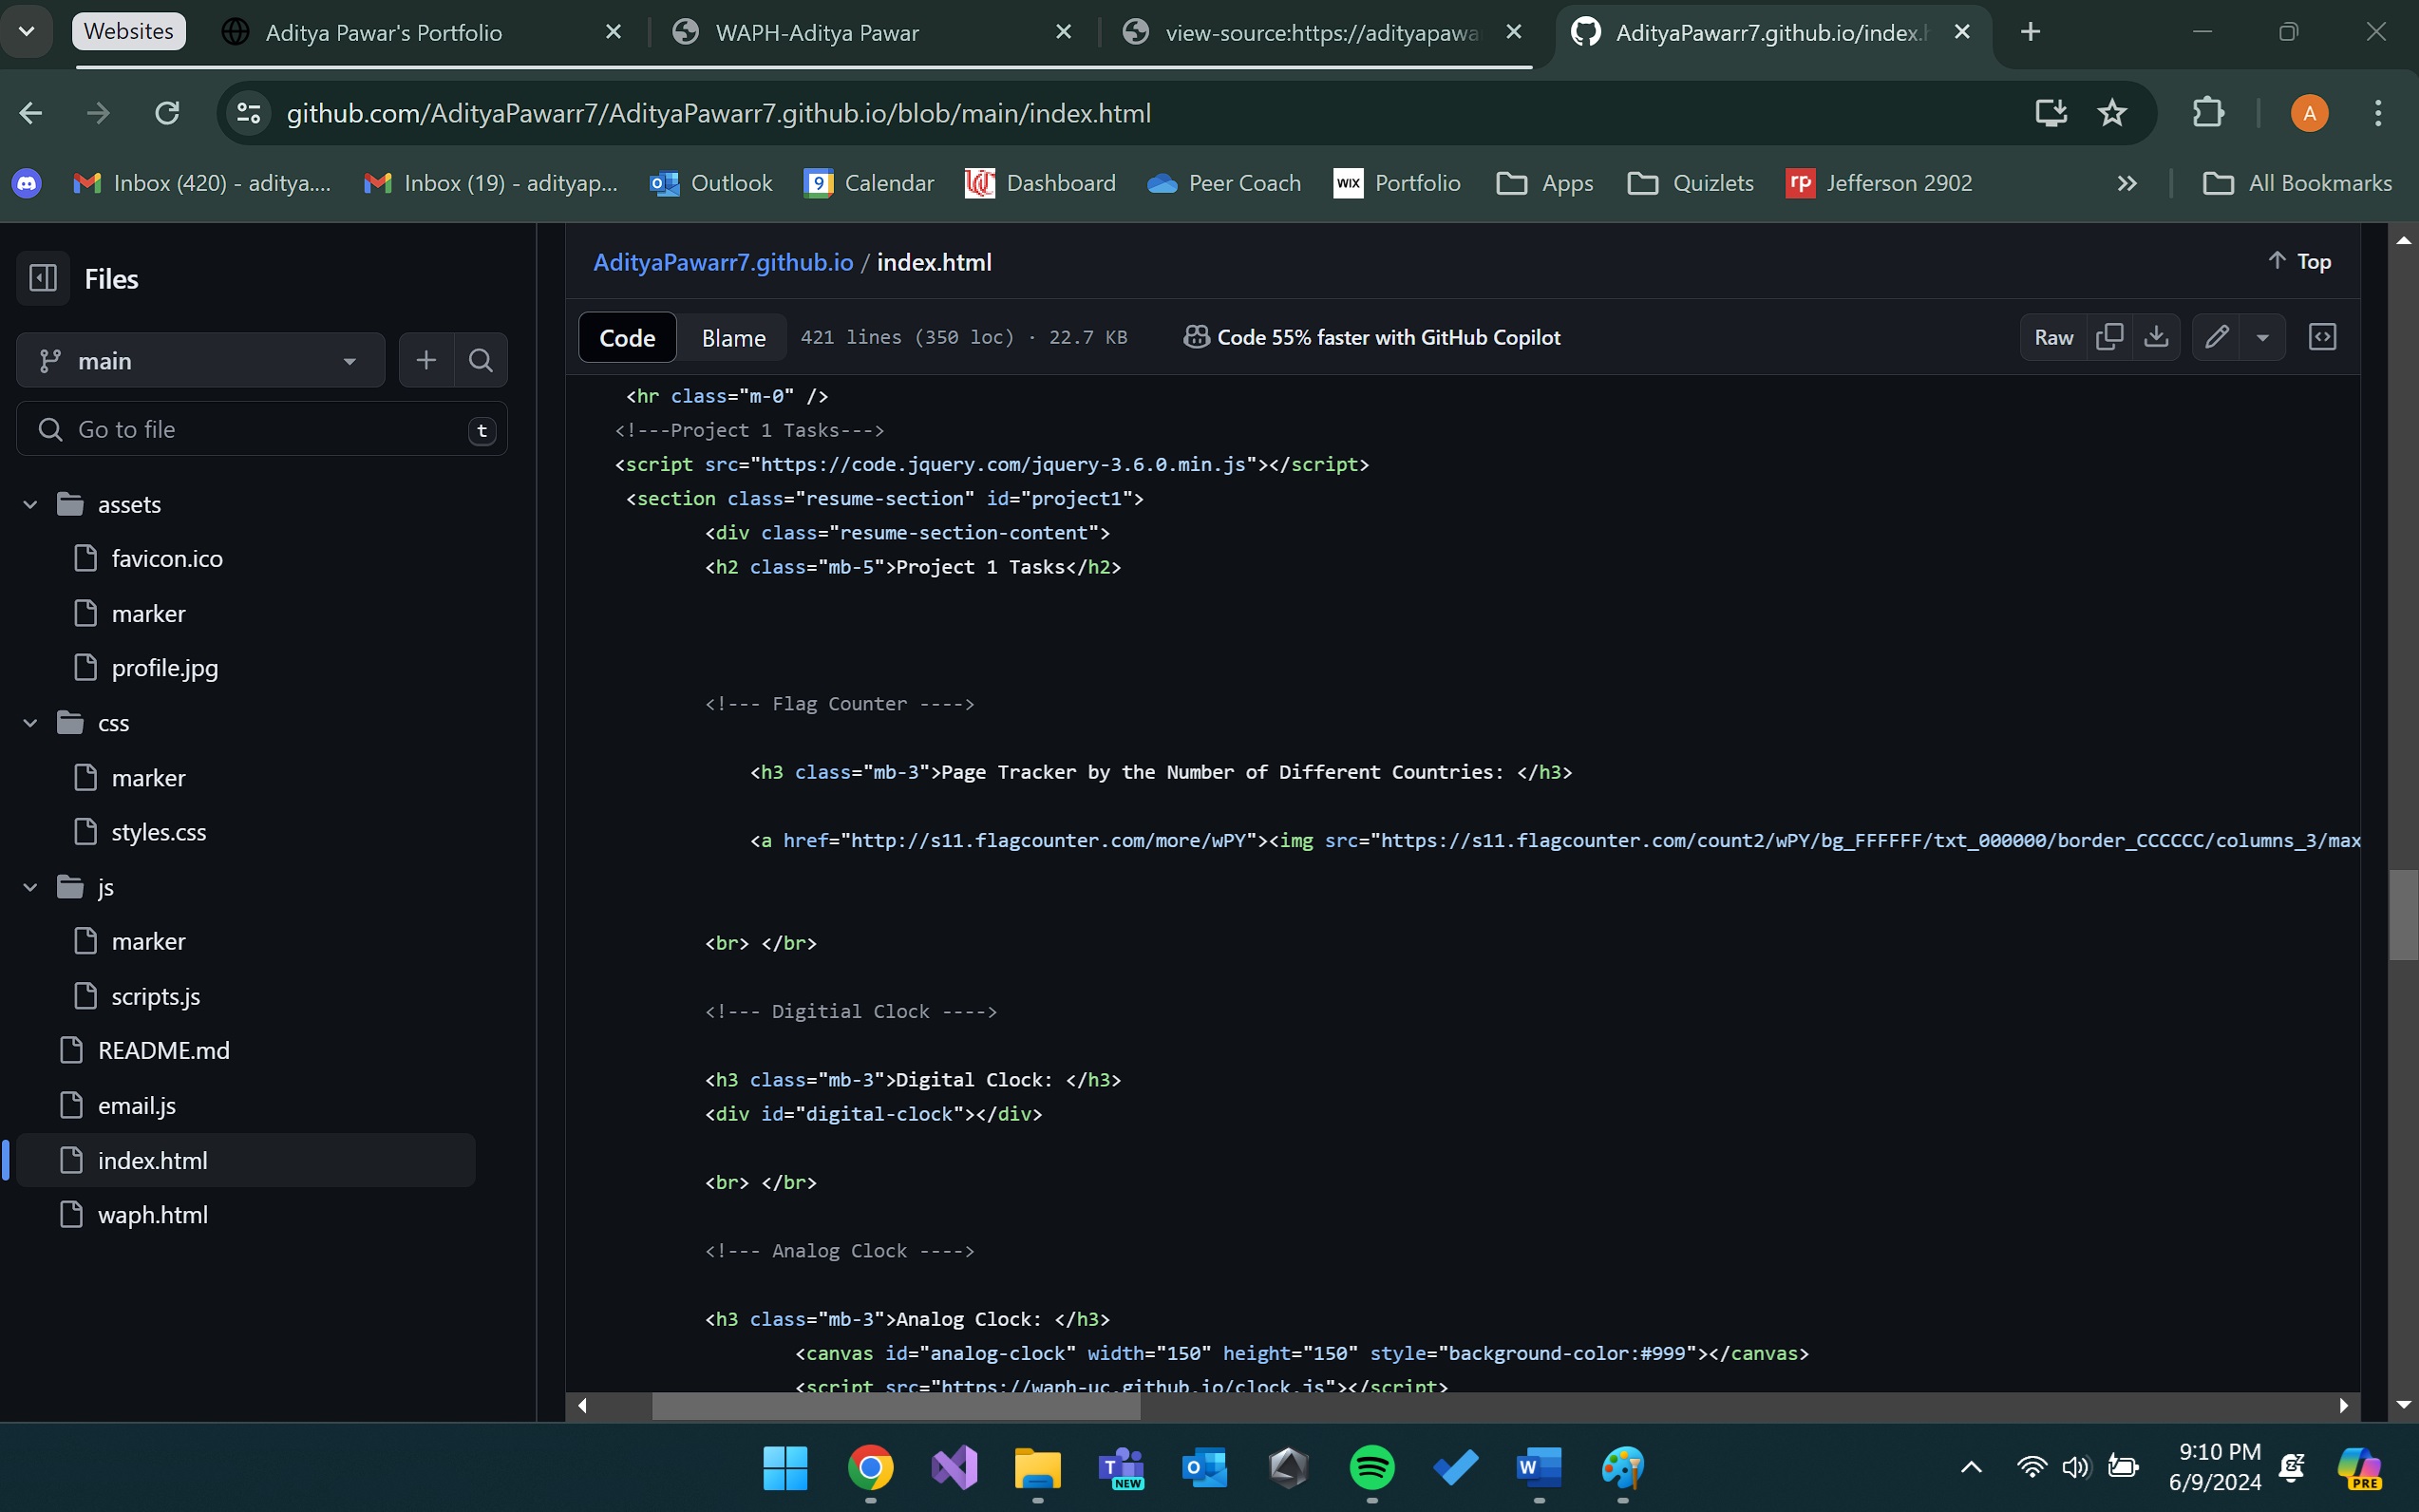 Websites
Aditya Pawar's Portfolio
WAPH-Aditya Pawar
view-source:https://adityapawa
AdityaPawarr7.github.io/index.h
github.com/AdityaPawarr7/AdityaPawarr7.github.io/blob/main/index.html
A
Inbox (420) - aditya....
Inbox (19) - adityap...
Outlook
9
Calendar
Dashboard
Peer Coach
WIX
Portfolio
Apps
Quizlets
rp
Jefferson 2902
All Bookmarks
Files
main
Go to file
t
assets
favicon.ico
marker
profile.jpg
css
marker
styles.css
js
marker
scripts.js
README.md
email.js
index.html
waph.html
AdityaPawarr7.github.io / index.html
Top
Code
Blame
421 lines (350 loc) · 22.7 KB
Code 55% faster with GitHub Copilot
Raw
<hr class="m-0" />
<!---Project 1 Tasks--->
<script src="https://code.jquery.com/jquery-3.6.0.min.js"></script>
<section class="resume-section" id="project1">
<div class="resume-section-content">
<h2 class="mb-5">Project 1 Tasks</h2>
<!--- Flag Counter ---->
<h3 class="mb-3">Page Tracker by the Number of Different Countries: </h3>
<a href="http://s11.flagcounter.com/more/wPY"><img src="https://s11.flagcounter.com/count2/wPY/bg_FFFFFF/txt_000000/border_CCCCCC/columns_3/max
<br> </br>
<!--- Digitial Clock ---->
<h3 class="mb-3">Digital Clock: </h3>
<div id="digital-clock"></div>
<br> </br>
<!--- Analog Clock ---->
<h3 class="mb-3">Analog Clock: </h3>
<canvas id="analog-clock" width="150" height="150" style="background-color:#999"></canvas>
<script src="https://waph-uc.github.io/clock.js"></script>
NEW
9:10 PM
6/9/2024
PRE